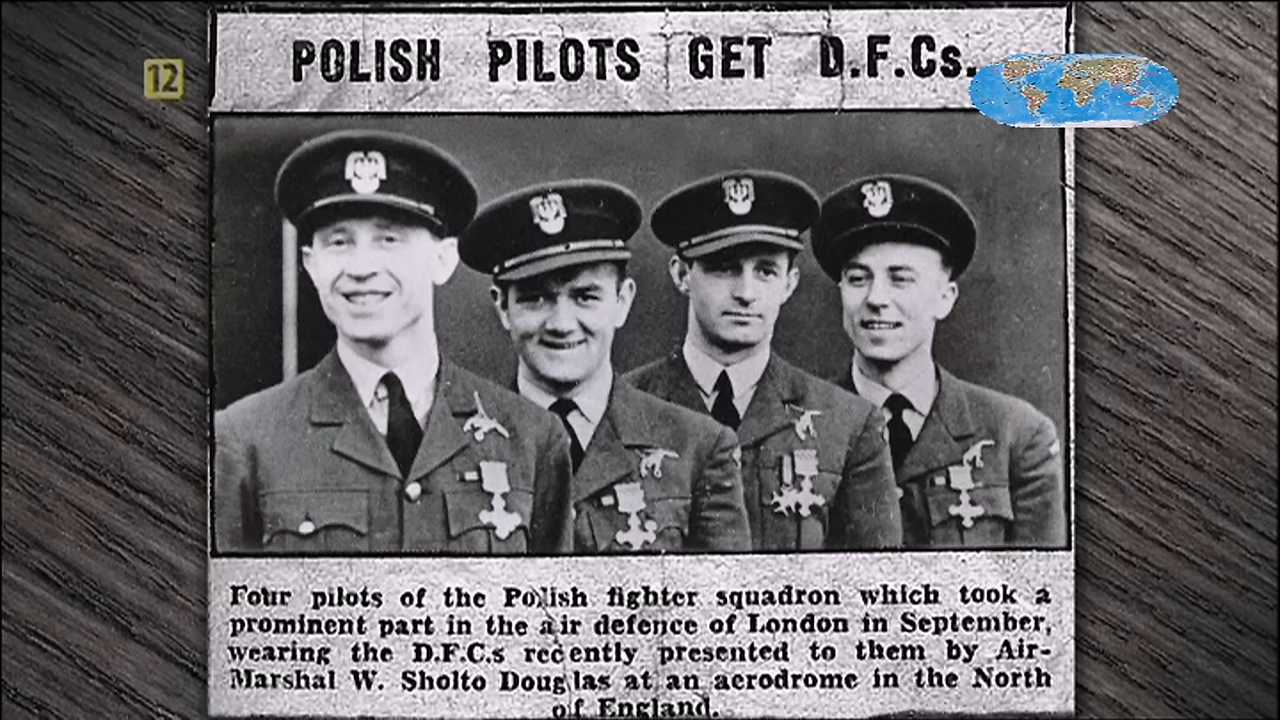 POLISH PILOTS GET D.F.Cs.
12
Four pilots of the Polish fighter squadron which took a
prominent part in the air defence of London in September,
wearing the D.F.C.s recently presented to them by Air-
Marshal W. Sholto Douglas at an aerodrome in the North
of England.